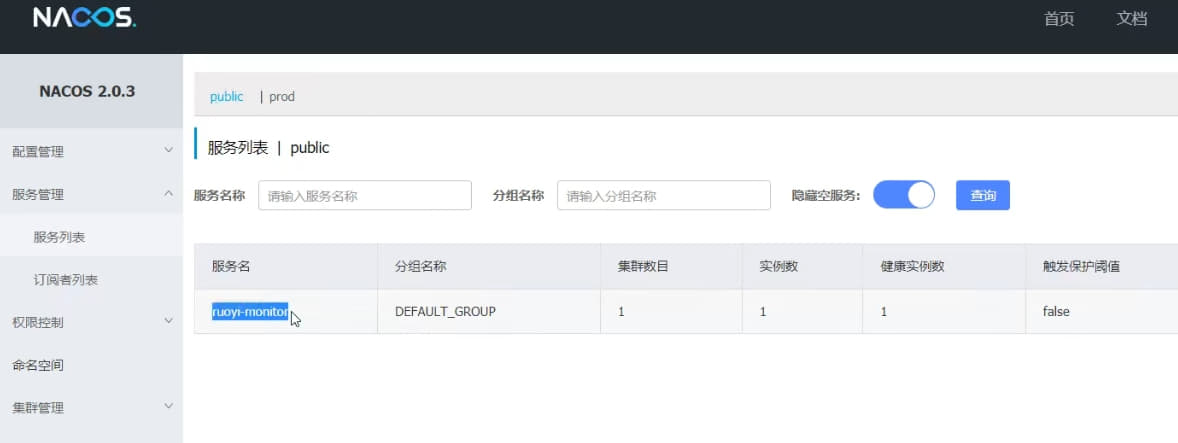 NACOS.
首页 文档
NACOS 2.0.3
public | prod
配置管理
服务列表 | public
服务管理
服务名称 请输入服务名称 分组名称 请输入分组名称 隐藏空服务: 查询
服务列表
服务名 分组名称 集群数目 实例数 健康实例数 触发保护阈值
订阅者列表
ruoyi-monitor DEFAULT_GROUP 1 1 1 false
权限控制
命名空间
集群管理